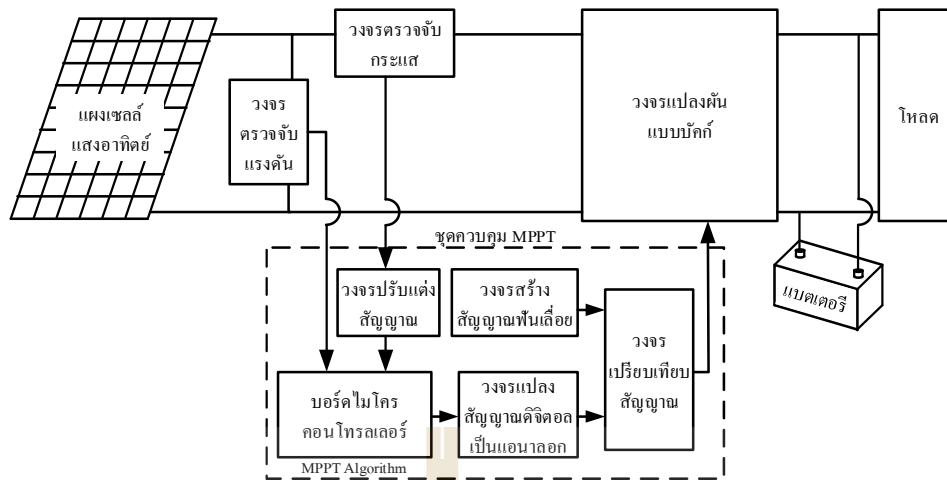 วงจรตรวจจับ
กระแส
แผงเซลล์
แสงอาทิตย์
วงจร
ตรวจจับ
แรงดัน
วงจรแปลงผัน
แบบบัคก์
โหลด
แบตเตอรี่
ชุดควบคุม MPPT
วงจรปรับแต่ง
สัญญาณ
วงจรสร้าง
สัญญาณฟันเลื่อย
วงจร
เปรียบเทียบ
สัญญาณ
บอร์ดไมโคร
คอนโทรลเลอร์
วงจรแปลง
สัญญาณดิจิตอล
เป็นแอนาลอก
MPPT Algorithm